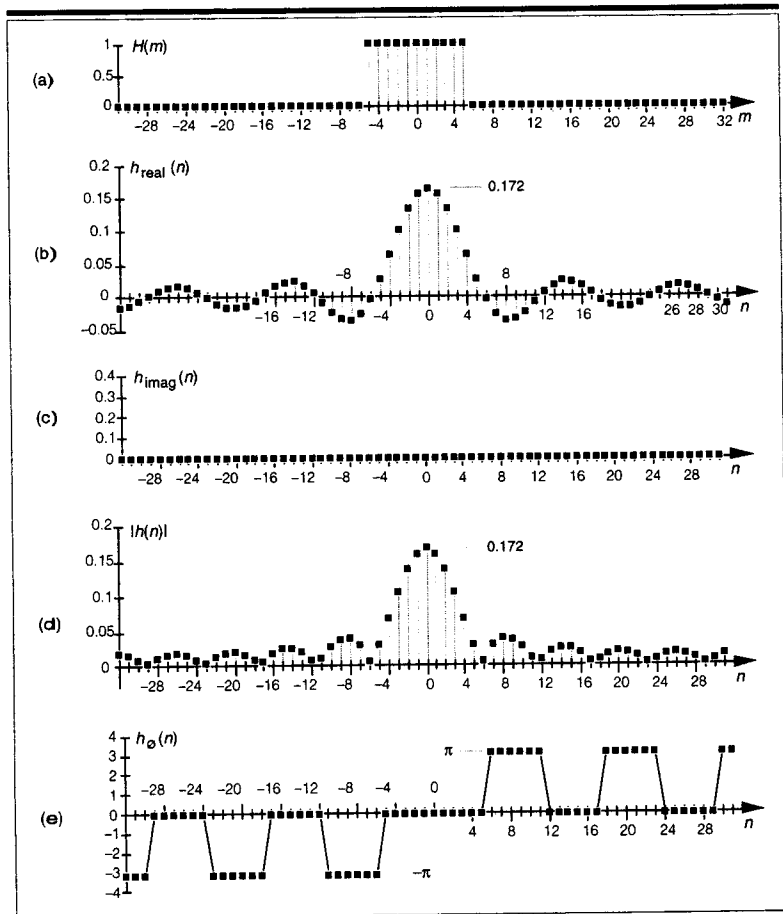 (a)
H(m)
1
0.5
0
-28 -24 -20 -16 -12 -8 -4 0 4 8 12 16 20 24 28 32
m
(b)
h real (n)
0.2
0.15
0.1
0.05
0
-0.05
0.172
-8 8
-16 -12 -4 0 4 12 16 26 28 30
n
(c)
h imag (n)
0.4
0.3
0.2
0.1
0
-28 -24 -20 -16 -12 -8 -4 0 4 8 12 16 20 24 28
n
(d)
|h(n)|
0.2
0.15
0.1
0.05
0
0.172
-28 -24 -20 -16 -12 -8 -4 0 4 8 12 16 20 24 28
n
(e)
h ø (n)
4
3
2
1
0
-1
-2
-3
-4
π
-28 -24 -20 -16 -12 -8 -4 0
4 8 12 16 20 24 28
n
-π